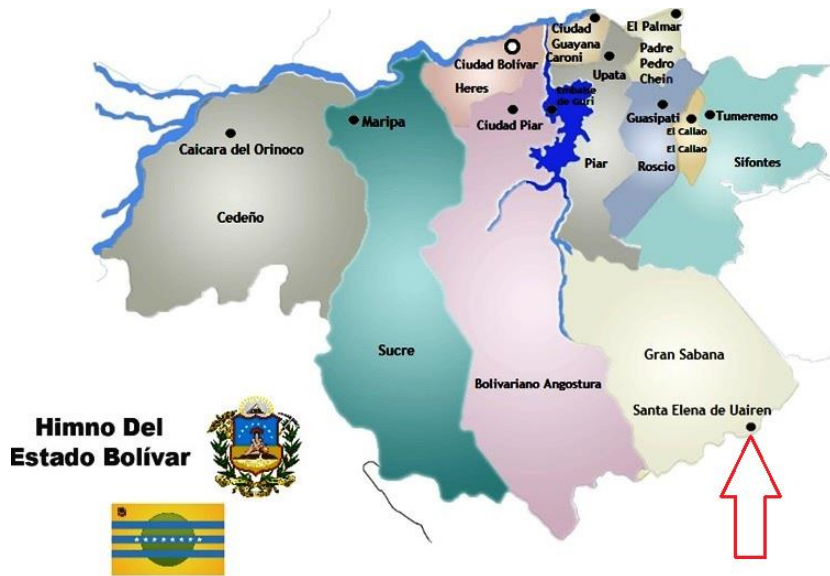 Ciudad
Guayana
Caroni
El Palmar
Padre
Pedro
Chein
Ciudad Bolívar
Heres
Upata
Embalse
de Guri
Maripa
Ciudad Piar
Guasipati
El Callao
El Callao
Tumeremo
Caicara del Orinoco
Piar
Roscio
Sifontes
Cedeño
Sucre
Bolivariano Angostura
Gran Sabana
Santa Elena de Uairen
Himno Del
Estado Bolívar